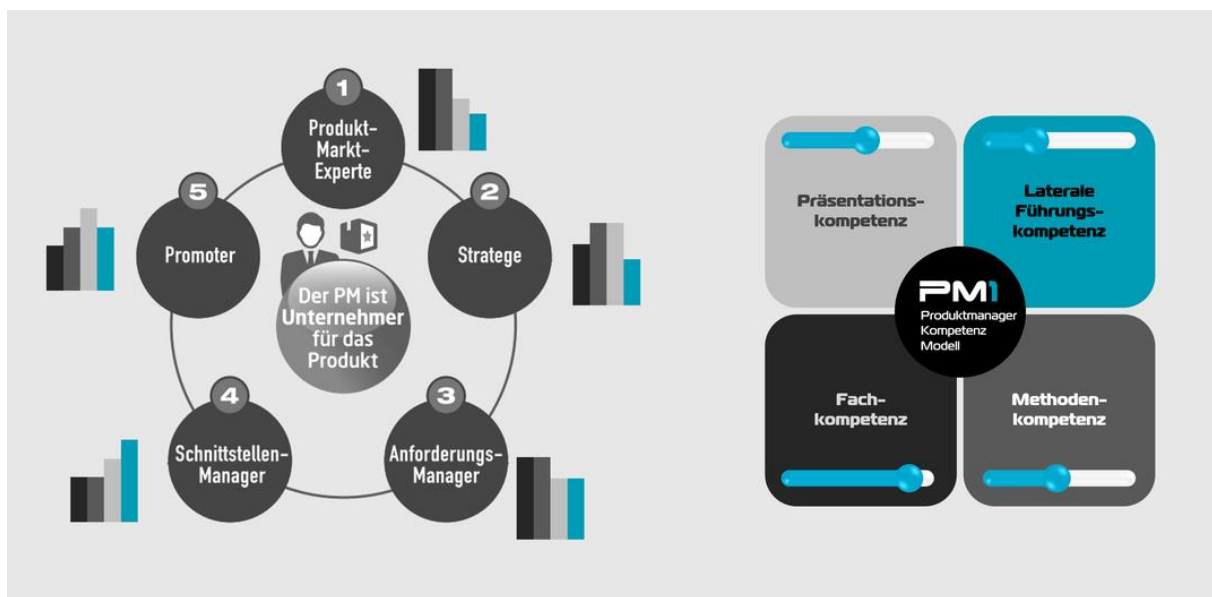 1
Produkt-
Markt-
Experte
2
Stratege
3
Anforderungs-
Manager
4
Schnittstellen-
Manager
5
Promoter
Der PM ist
Unternehmer
für das
Produkt
Präsentations-
kompetenz
Laterale
Führungs-
kompetenz
PM1
Produktmanager
Kompetenz
Modell
Fach-
kompetenz
Methoden-
kompetenz